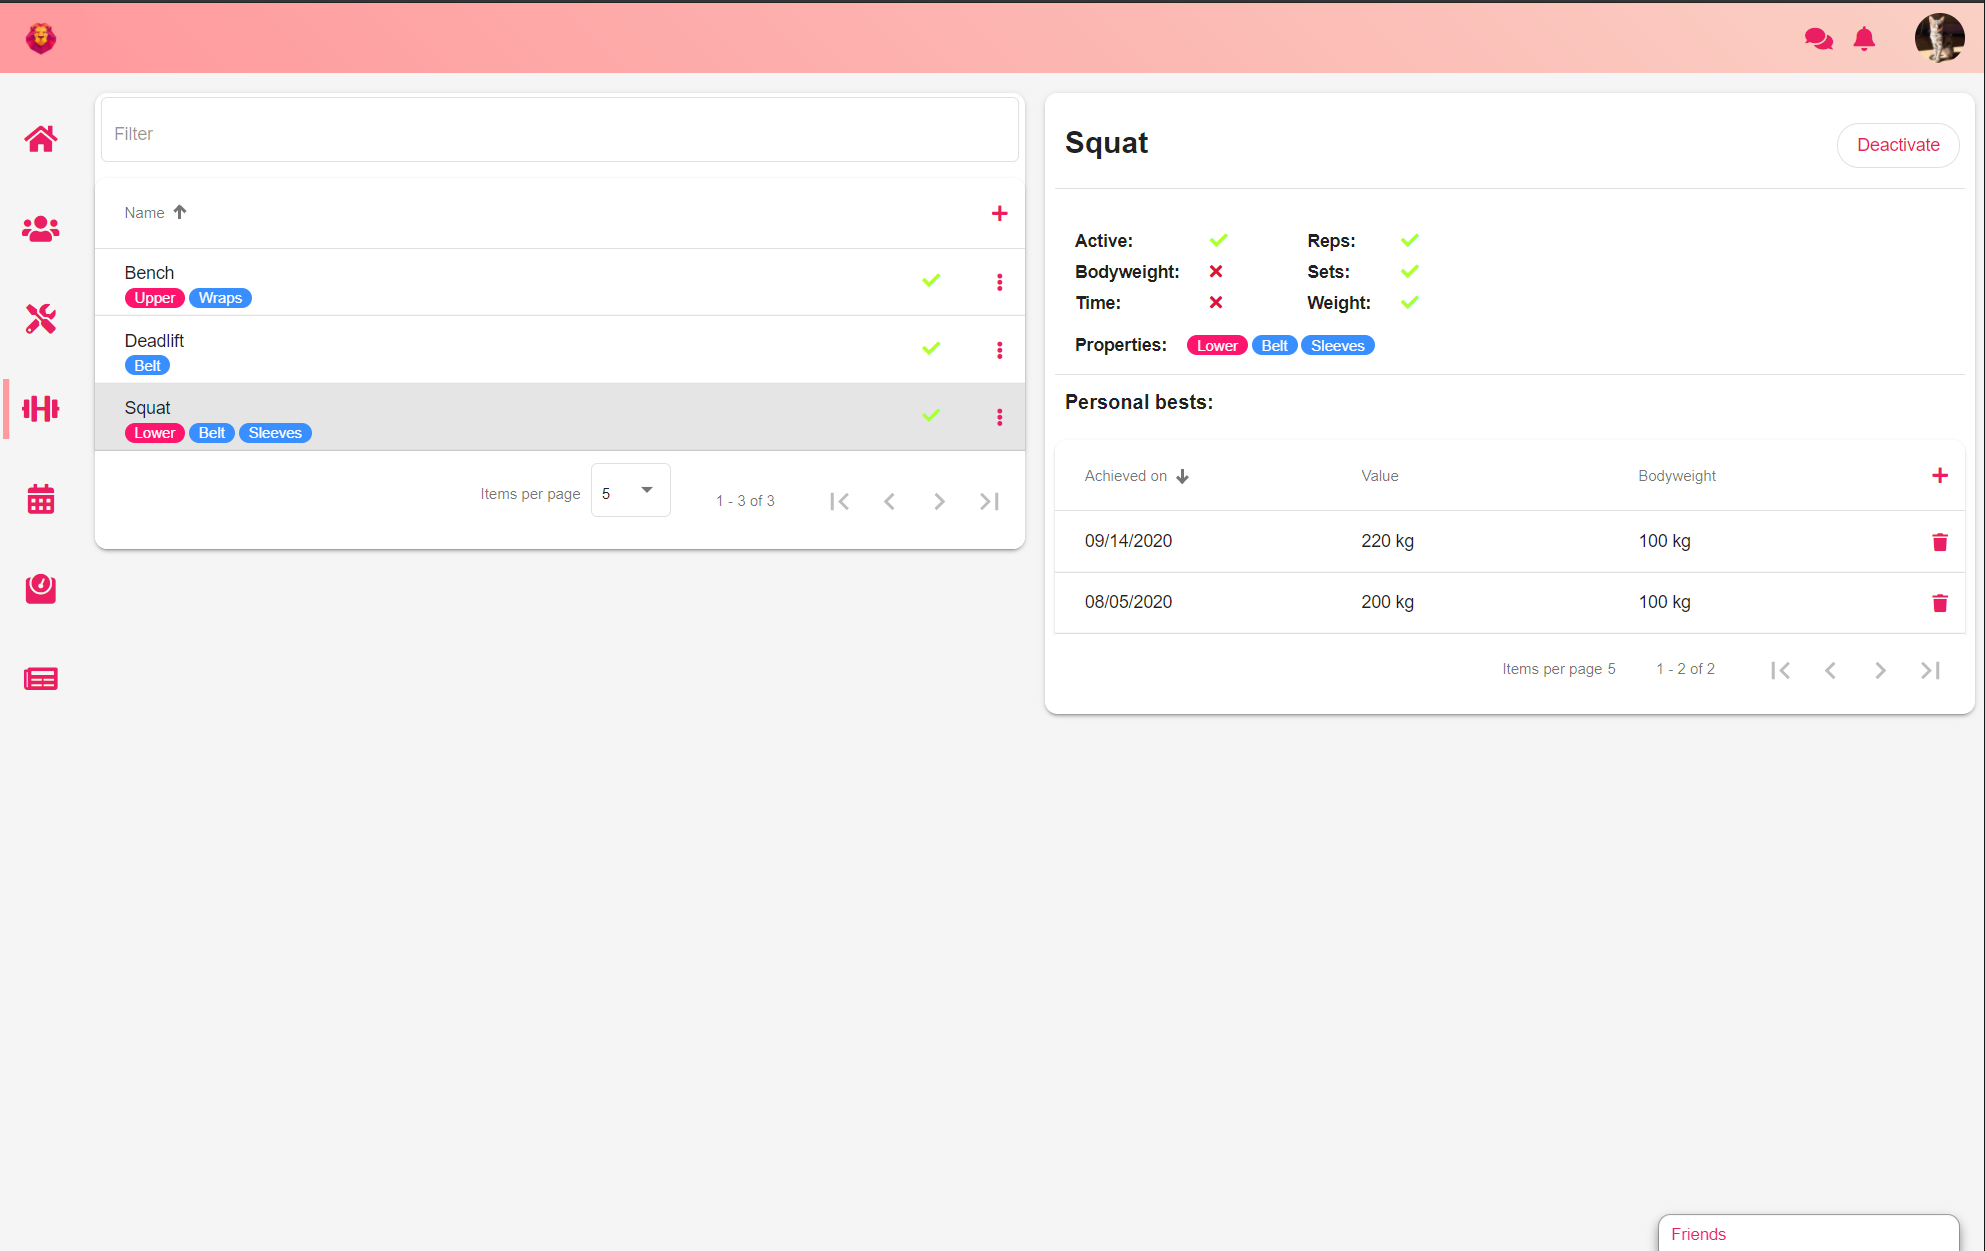 Filter
Name
Bench
Upper Wraps
Deadlift
Belt
Squat
Lower Belt Sleeves
Items per page 5 1 - 3 of 3
Squat
Deactivate
Active: Reps:
Bodyweight: Sets:
Time: Weight:
Properties: Lower Belt Sleeves
Personal bests:
Achieved on Value Bodyweight
09/14/2020 220 kg 100 kg
08/05/2020 200 kg 100 kg
Items per page 5 1 - 2 of 2
Friends